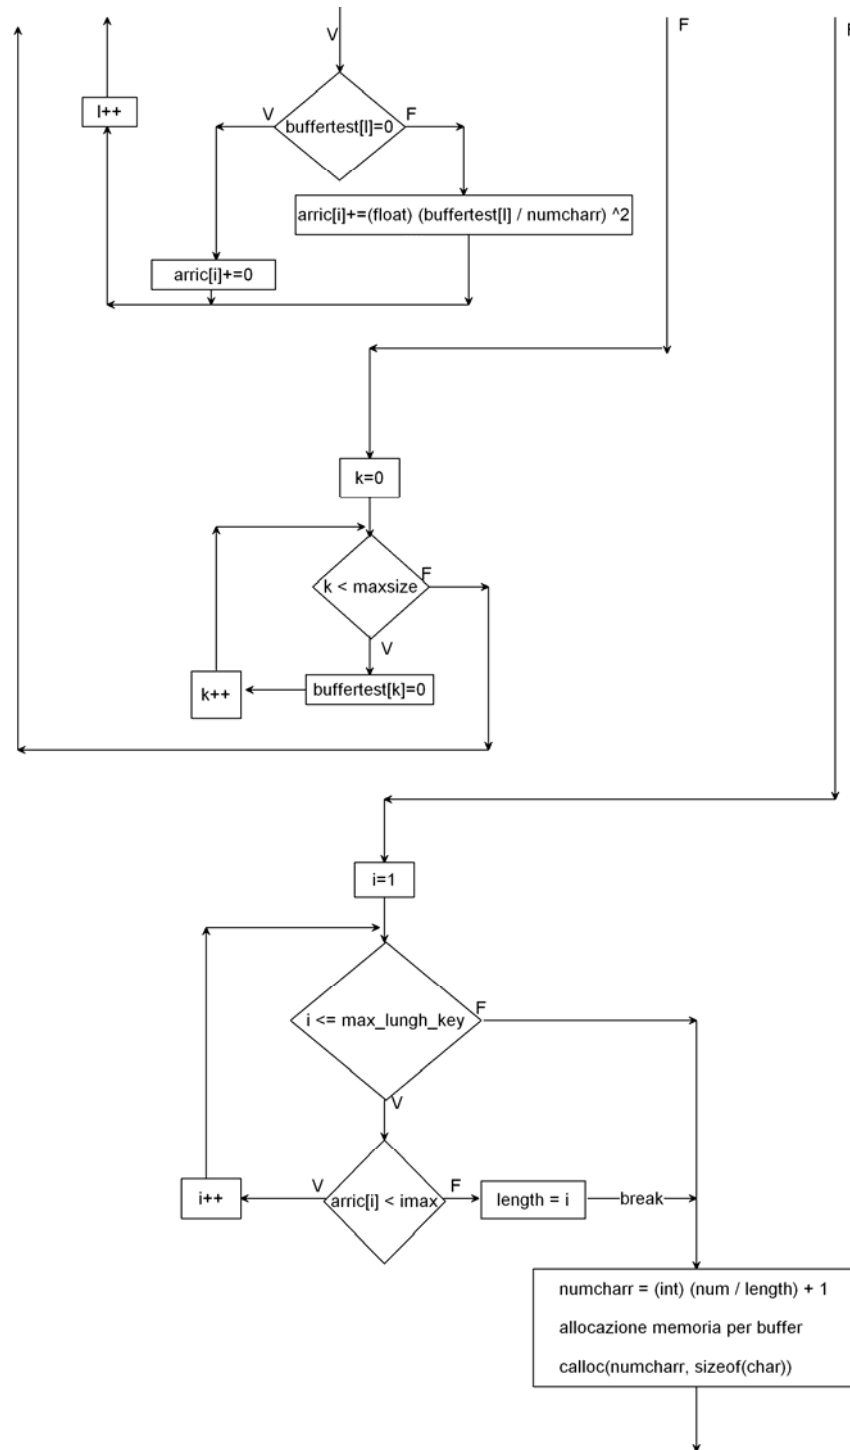 F
F
V
l++
V
F
buffertest[l]=0
arric[i]+=(float) (buffertest[l] / numcharr) ^2
arric[i]+=0
k=0
F
k < maxsize
V
k++
buffertest[k]=0
i=1
F
i <= max_lungh_key
V
V
F
i++
arric[i] < imax
length = i
break
numcharr = (int) (num / length) + 1
allocazione memoria per buffer
calloc(numcharr, sizeof(char))